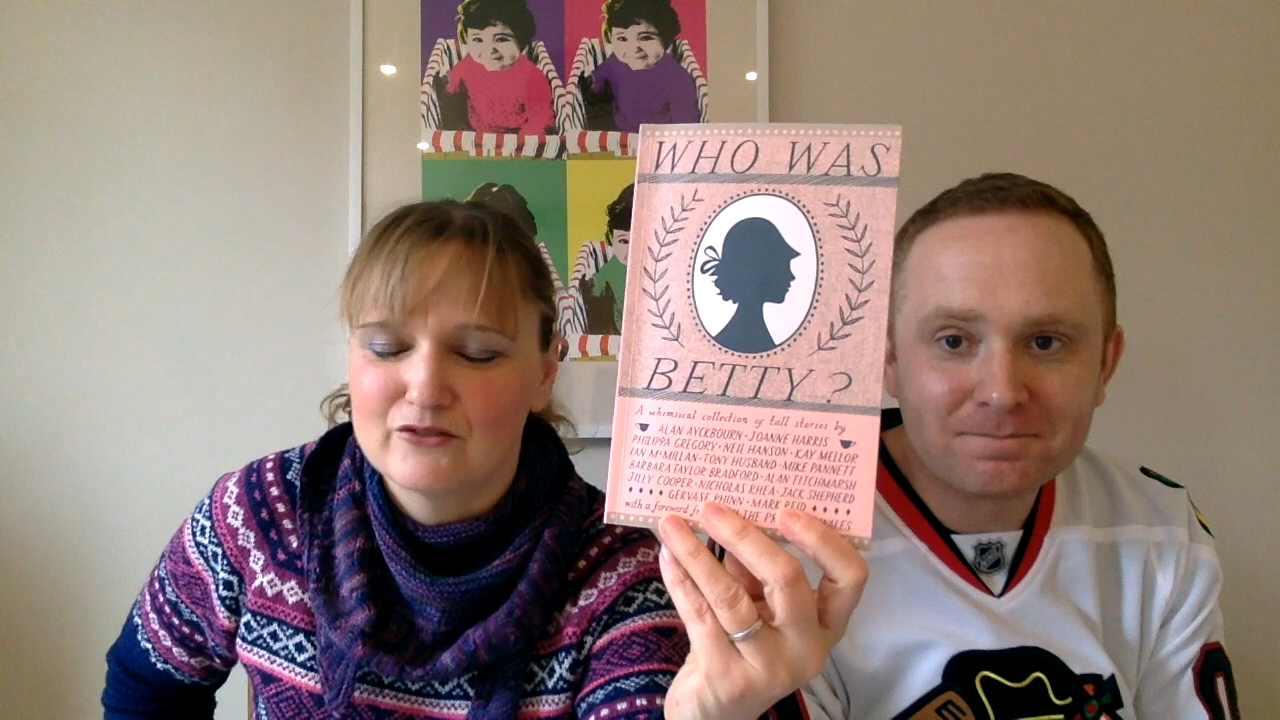 WHO WAS
BETTY?
A whimsical collection of tall stories by
ALAN AYCKBOURN • JOANNE HARRIS
PHILIPPA GREGORY • NEIL HANSON • KAY MELLOR
IAN McMILLAN • TONY HUSBAND • MIKE PANNETT
BARBARA TAYLOR BRADFORD • ALAN TITCHMARSH
JILLY COOPER • NICHOLAS RHEA • JACK SHEPHERD
GERVASE PHINN • MARK REID
with a foreword THE
NHL